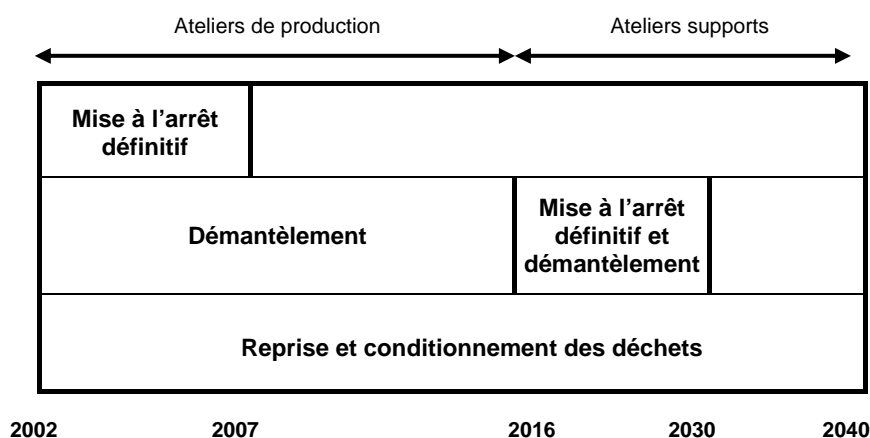 Ateliers de production Ateliers supports
Mise à l’arrêt
définitif
Démantèlement
Mise à l’arrêt
définitif et
démantèlement
Reprise et conditionnement des déchets
2002 2007 2016 2030 2040